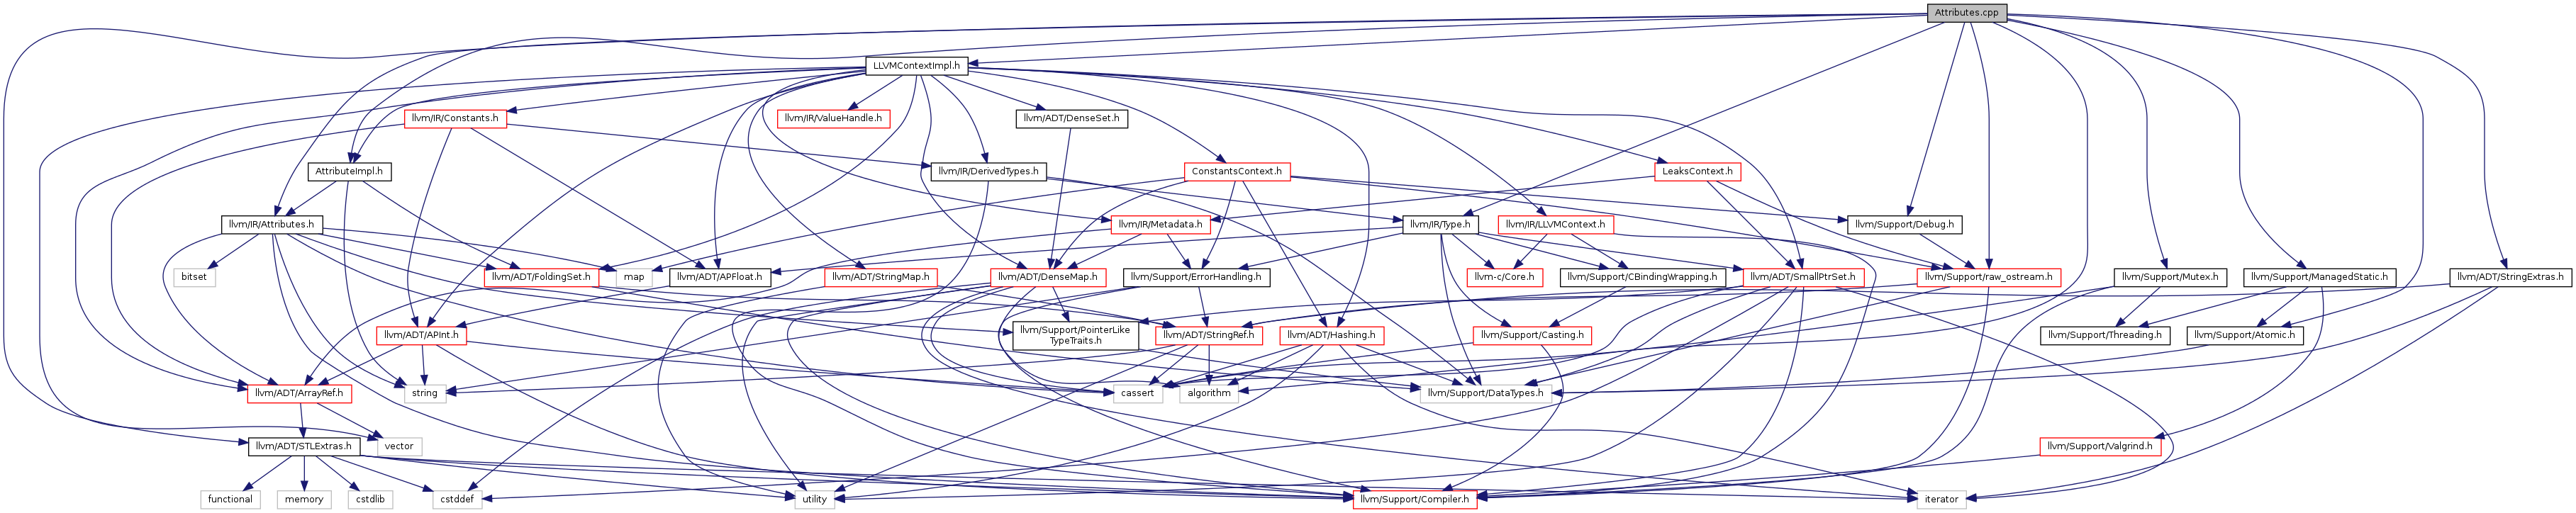 Attributes.cpp
LLVMContextImpl.h
llvm/IR/Constants.h
llvm/IR/ValueHandle.h
llvm/ADT/DenseSet.h
AttributeImpl.h
llvm/IR/DerivedTypes.h
ConstantsContext.h
LeaksContext.h
llvm/IR/Attributes.h
llvm/IR/Metadata.h
llvm/IR/Type.h
llvm/IR/LLVMContext.h
llvm/Support/Debug.h
bitset
llvm/ADT/FoldingSet.h
map
llvm/ADT/APFloat.h
llvm/ADT/StringMap.h
llvm/ADT/DenseMap.h
llvm/Support/ErrorHandling.h
llvm-c/Core.h
llvm/Support/CBindingWrapping.h
llvm/ADT/SmallPtrSet.h
llvm/Support/raw_ostream.h
llvm/Support/Mutex.h
llvm/Support/ManagedStatic.h
llvm/ADT/StringExtras.h
llvm/ADT/APInt.h
llvm/Support/PointerLike
TypeTraits.h
llvm/ADT/StringRef.h
llvm/ADT/Hashing.h
llvm/Support/Casting.h
llvm/Support/Threading.h
llvm/Support/Atomic.h
llvm/ADT/ArrayRef.h
string
cassert
algorithm
llvm/Support/DataTypes.h
llvm/ADT/STLExtras.h
vector
llvm/Support/Valgrind.h
functional
memory
cstdlib
cstddef
utility
llvm/Support/Compiler.h
iterator